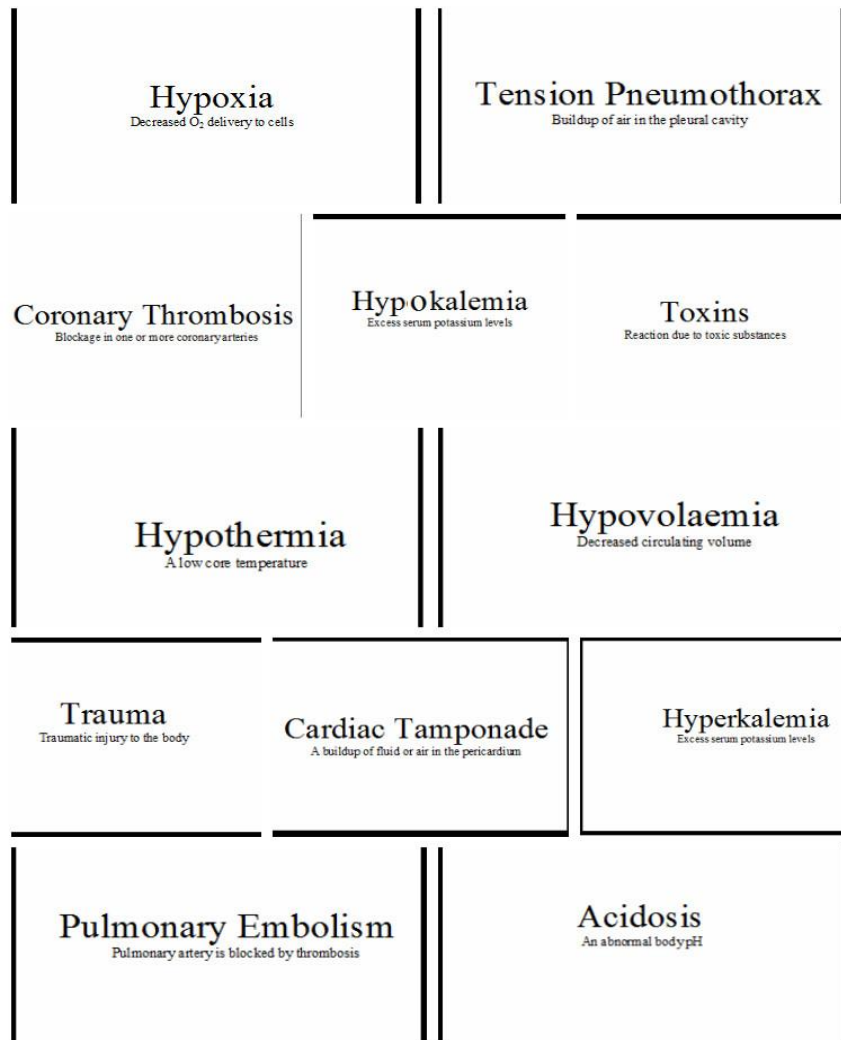 Hypoxia
Decreased O₂ delivery to cells
Tension Pneumothorax
Buildup of air in the pleural cavity
Coronary Thrombosis
Blockage in one or more coronary arteries
Hypokalemia
Excess serum potassium levels
Toxins
Reaction due to toxic substances
Hypothermia
A low core temperature
Hypovolaemia
Decreased circulating volume
Trauma
Traumatic injury to the body
Cardiac Tamponade
A buildup of fluid or air in the pericardium
Hyperkalemia
Excess serum potassium levels
Pulmonary Embolism
Pulmonary artery is blocked by thrombosis
Acidosis
An abnormal body pH